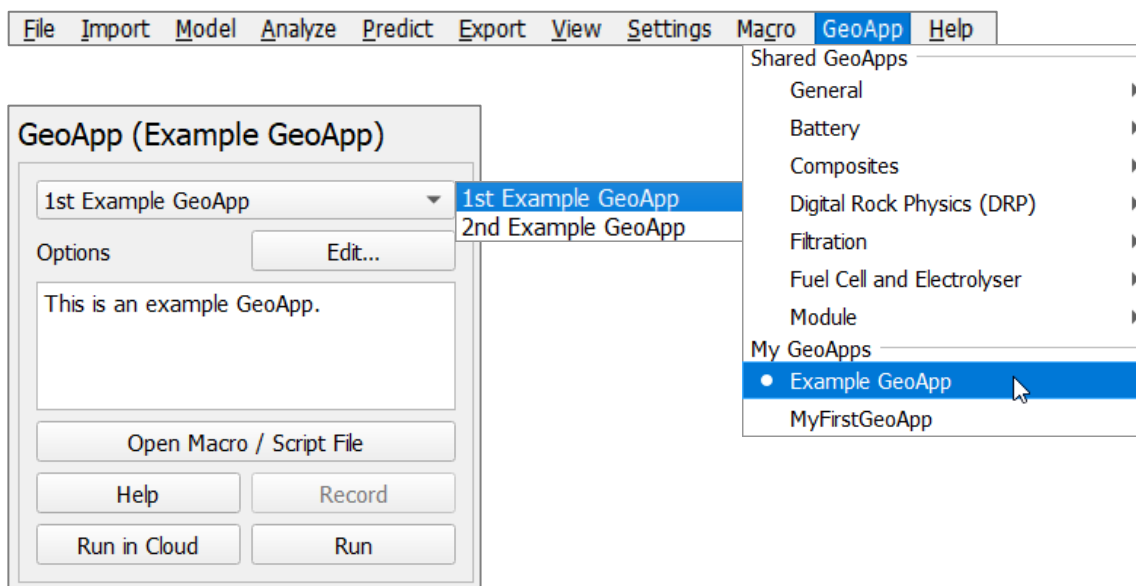 File Import Model Analyze Predict Export View Settings Macro GeoApp Help
Shared GeoApps
General
Battery
Composites
Digital Rock Physics (DRP)
Filtration
Fuel Cell and Electrolyser
Module
My GeoApps
Example GeoApp
MyFirstGeoApp
GeoApp (Example GeoApp)
1st Example GeoApp
1st Example GeoApp
2nd Example GeoApp
Options Edit...
This is an example GeoApp.
Open Macro / Script File
Help Record
Run in Cloud Run